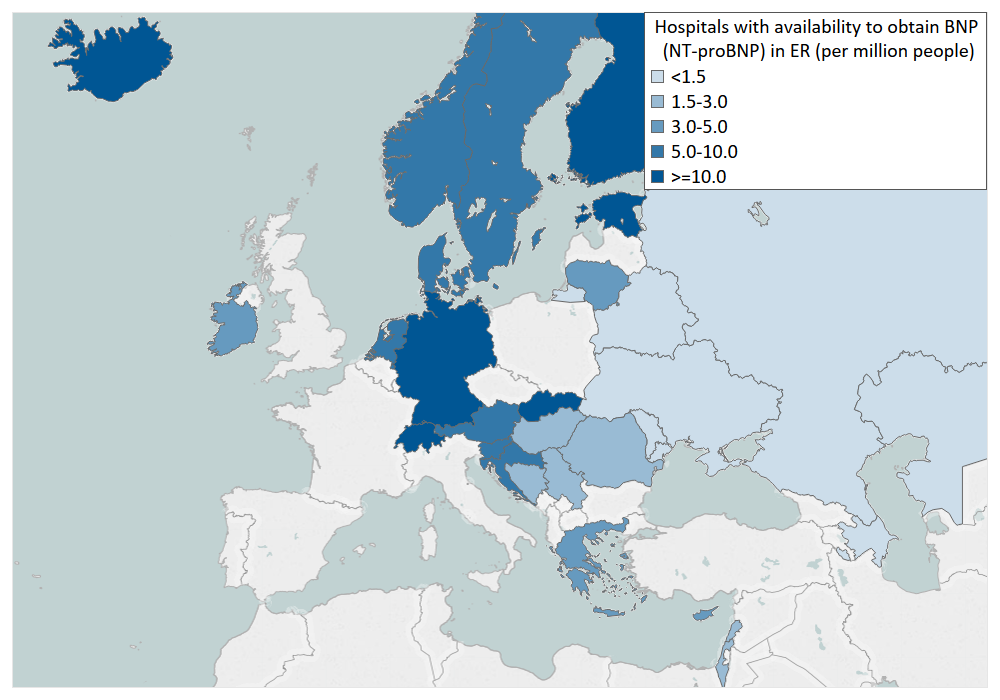 Hospitals with availability to obtain BNP
(NT-proBNP) in ER (per million people)
<1.5
1.5-3.0
3.0-5.0
5.0-10.0
>=10.0